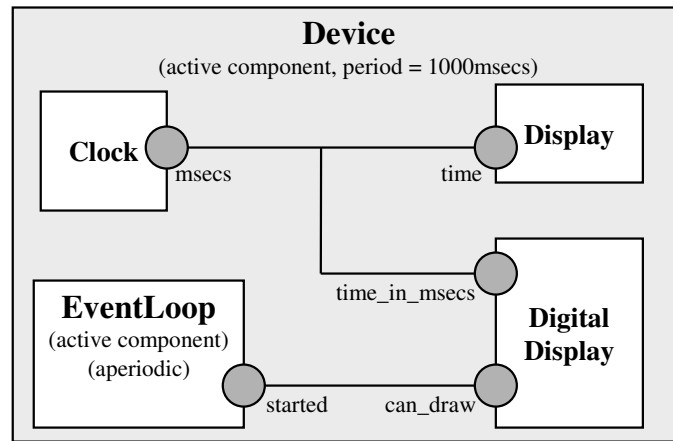 Device
(active component, period = 1000msecs)
Clock
msecs
time
Display
time_in_msecs
EventLoop
(active component)
(aperiodic)
started
can_draw
Digital
Display